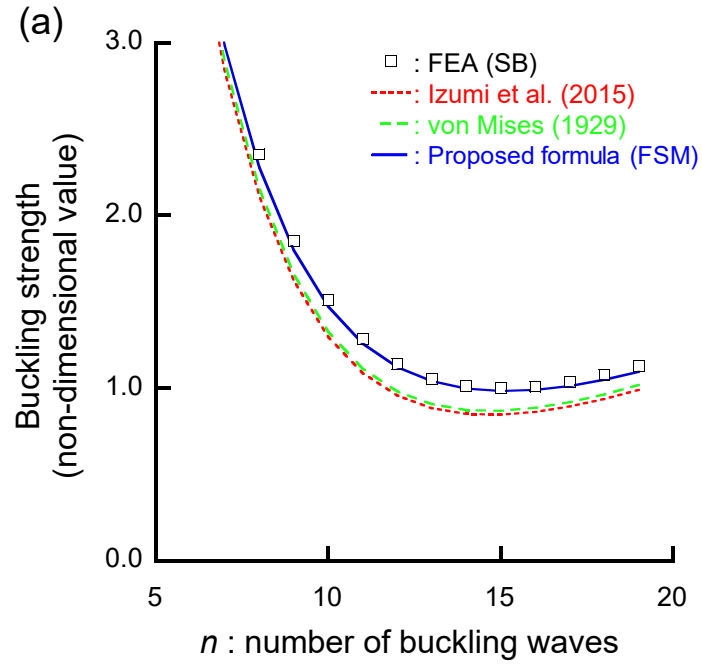 (a)
3.0
2.0
1.0
0.0
5
10
15
20
Buckling strength
(non-dimensional value)
n : number of buckling waves
: FEA (SB)
: Izumi et al. (2015)
: von Mises (1929)
: Proposed formula (FSM)